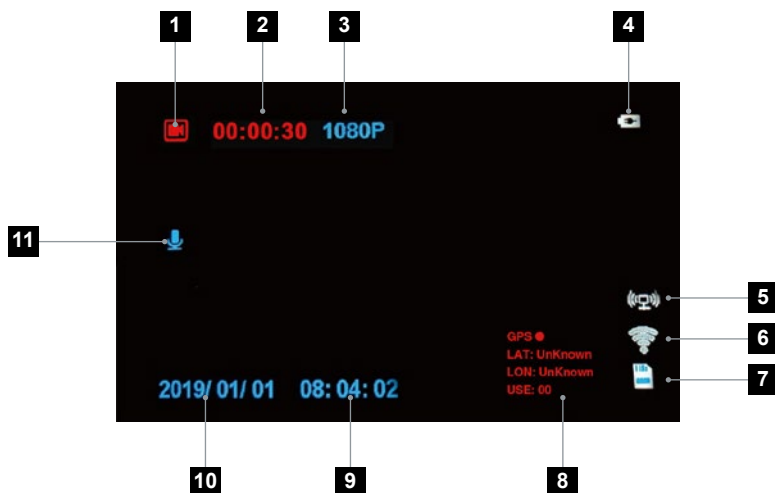 1 2 3 4
00:00:30 1080P
11
5
GPS
6
LAT: UnKnown
LON: UnKnown
7
USE: 00
2019/ 01/ 01 08: 04: 02
10 9 8